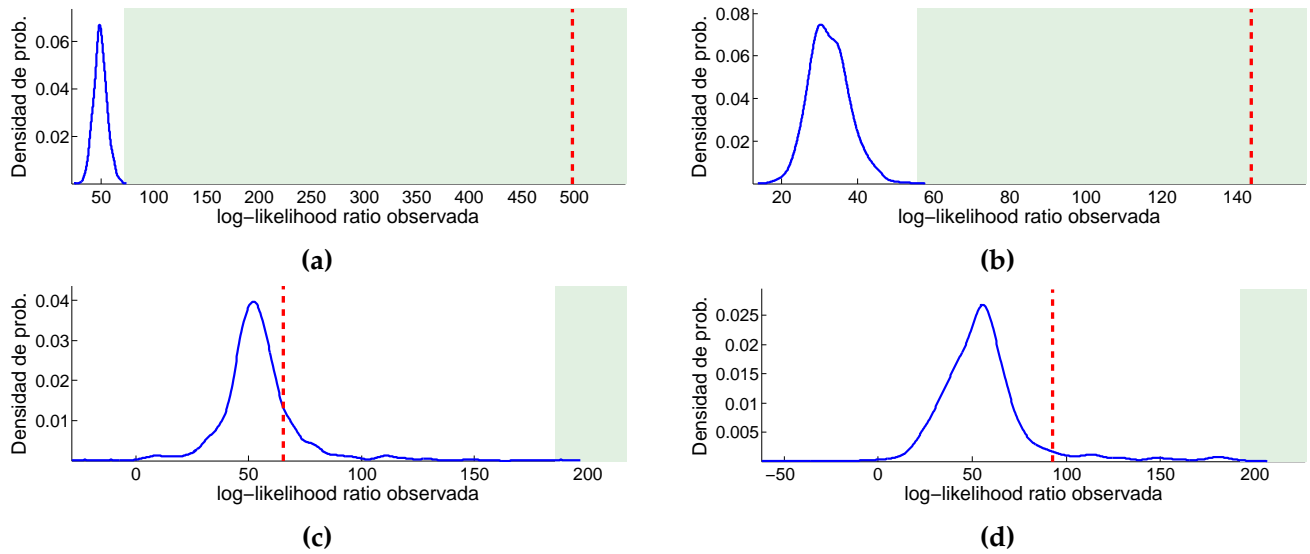 Densidad de prob.
0.06
0.04
0.02
50 100 150 200 250 300 350 400 450 500
log−likelihood ratio observada
(a)
Densidad de prob.
0.08
0.06
0.04
0.02
20 40 60 80 100 120 140
log−likelihood ratio observada
(b)
Densidad de prob.
0.04
0.03
0.02
0.01
0 50 100 150 200
log−likelihood ratio observada
(c)
Densidad de prob.
0.025
0.02
0.015
0.01
0.005
−50 0 50 100 150 200
log−likelihood ratio observada
(d)